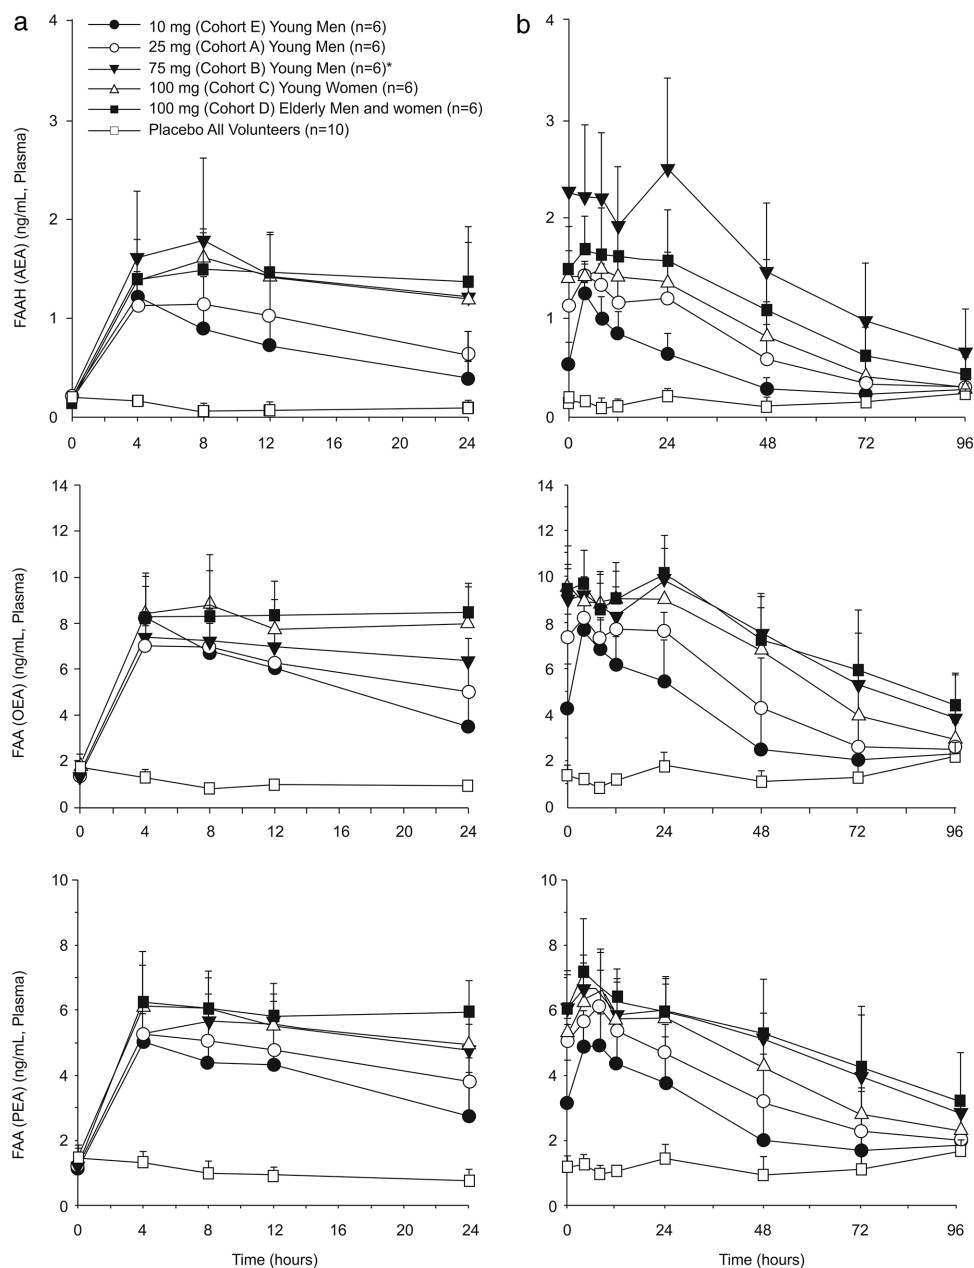 a
b
10 mg (Cohort E) Young Men (n=6)
25 mg (Cohort A) Young Men (n=6)
75 mg (Cohort B) Young Men (n=6)*
100 mg (Cohort C) Young Women (n=6)
100 mg (Cohort D) Elderly Men and women (n=6)
Placebo All Volunteers (n=10)
FAAH (AEA) (ng/mL, Plasma)
4
3
2
1
0
0 4 8 12 16 20 24
4
3
2
1
0
0 12 24 48 72 96
FAA (OEA) (ng/mL, Plasma)
14
12
10
8
6
4
2
0
0 4 8 12 16 20 24
14
12
10
8
6
4
2
0
0 12 24 48 72 96
FAA (PEA) (ng/mL, Plasma)
10
8
6
4
2
0
0 4 8 12 16 20 24
Time (hours)
10
8
6
4
2
0
0 12 24 48 72 96
Time (hours)